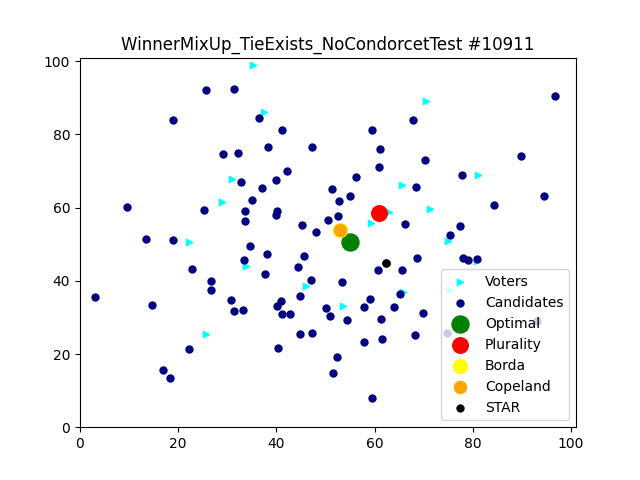 WinnerMixUp_TieExists_NoCondorcetTest #10911
100
80
60
40
20
0
0
20
40
60
80
100
Voters
Candidates
Optimal
Plurality
Borda
Copeland
STAR